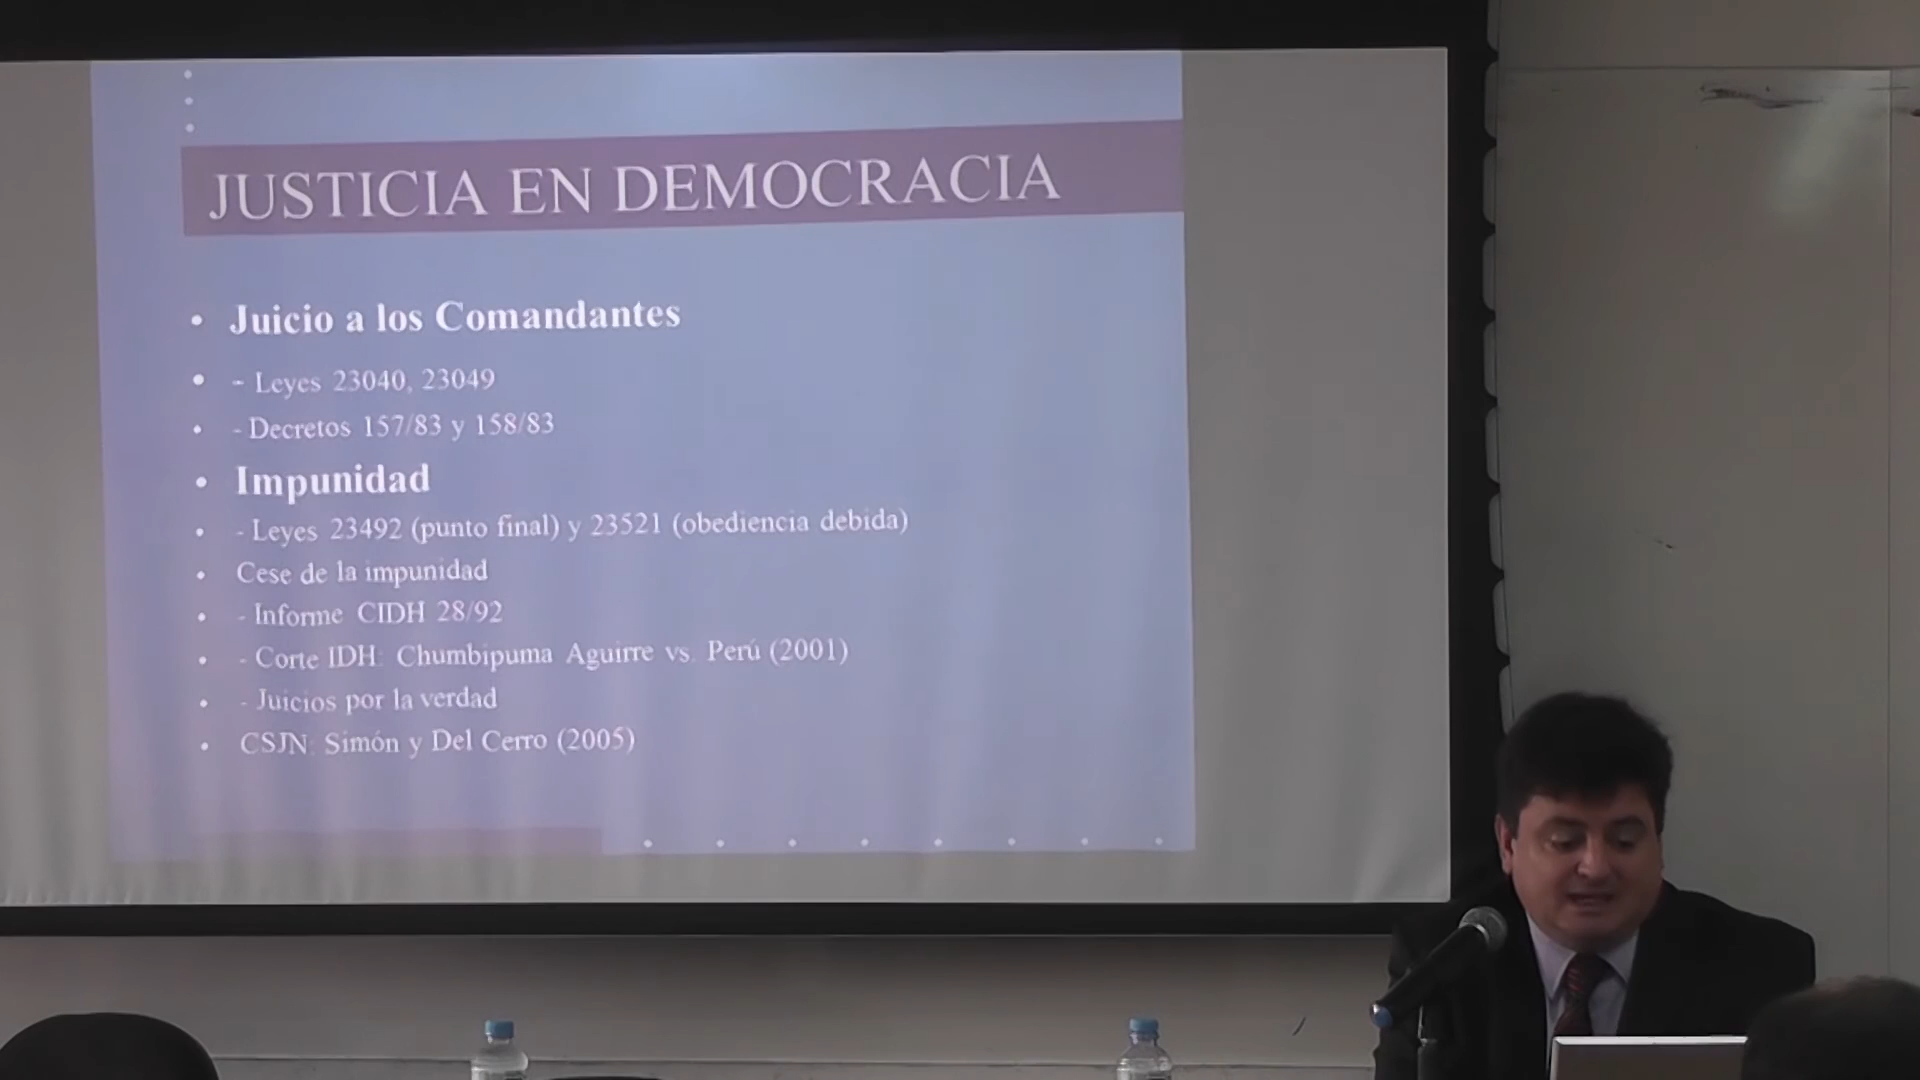 JUSTICIA EN DEMOCRACIA
• Juicio a los Comandantes
• - Leyes 23040, 23049
• - Decretos 157/83 y 158/83
• Impunidad
• - Leyes 23492 (punto final) y 23521 (obediencia debida)
• Cese de la impunidad
• - Informe CIDH 28/92
• - Corte IDH: Chumbipuma Aguirre vs. Perú (2001)
• - Juicios por la verdad
• CSJN: Simón y Del Cerro (2005)